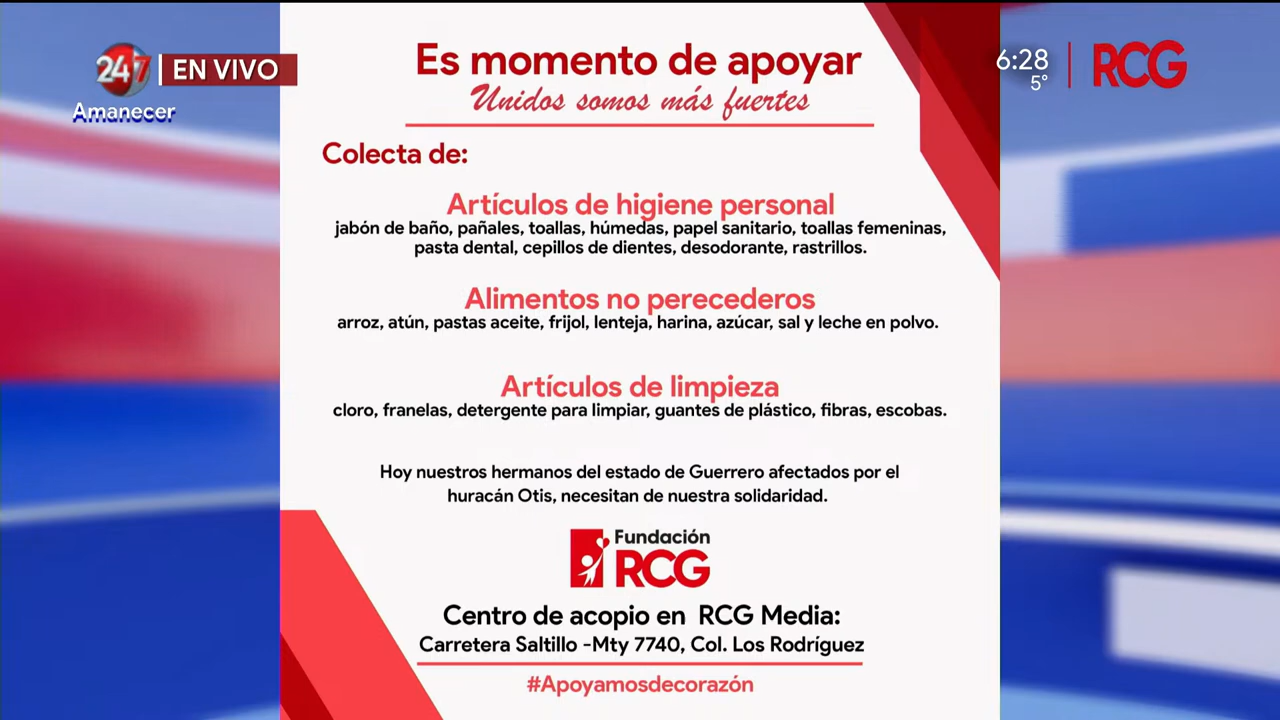 24/7
EN VIVO
Amanecer
6:28
5°
RCG
Es momento de apoyar
Unidos somos más fuertes
Colecta de:
Artículos de higiene personal
jabón de baño, pañales, toallas, húmedas, papel sanitario, toallas femeninas,
pasta dental, cepillos de dientes, desodorante, rastrillos.
Alimentos no perecederos
arroz, atún, pastas aceite, frijol, lenteja, harina, azúcar, sal y leche en polvo.
Artículos de limpieza
cloro, franelas, detergente para limpiar, guantes de plástico, fibras, escobas.
Hoy nuestros hermanos del estado de Guerrero afectados por el
huracán Otis, necesitan de nuestra solidaridad.
Fundación
RCG
Centro de acopio en RCG Media:
Carretera Saltillo -Mty 7740, Col. Los Rodríguez
#Apoyamosdecorazón